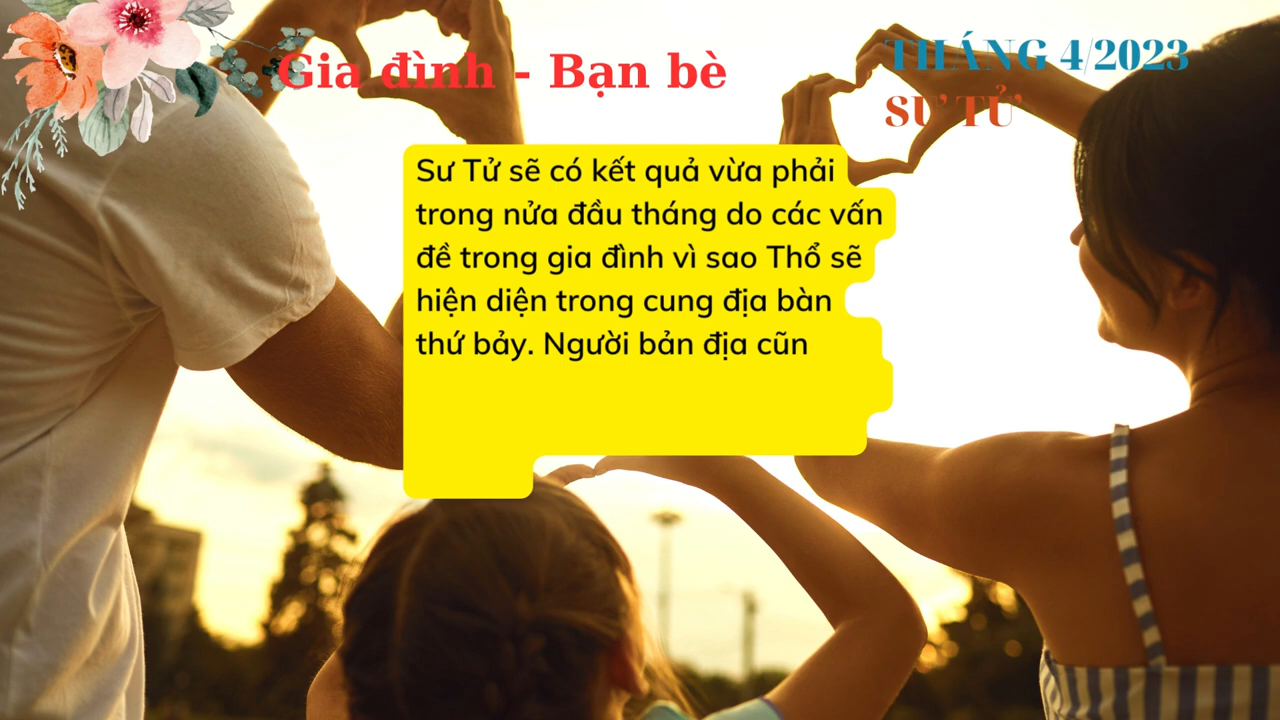 Gia đình - Bạn bè
THÁNG 4/2023
SƯ TỬ
Sư Tử sẽ có kết quả vừa phải
trong nửa đầu tháng do các vấn
đề trong gia đình vì sao Thổ sẽ
hiện diện trong cung địa bàn
thứ bảy. Người bản địa cũn